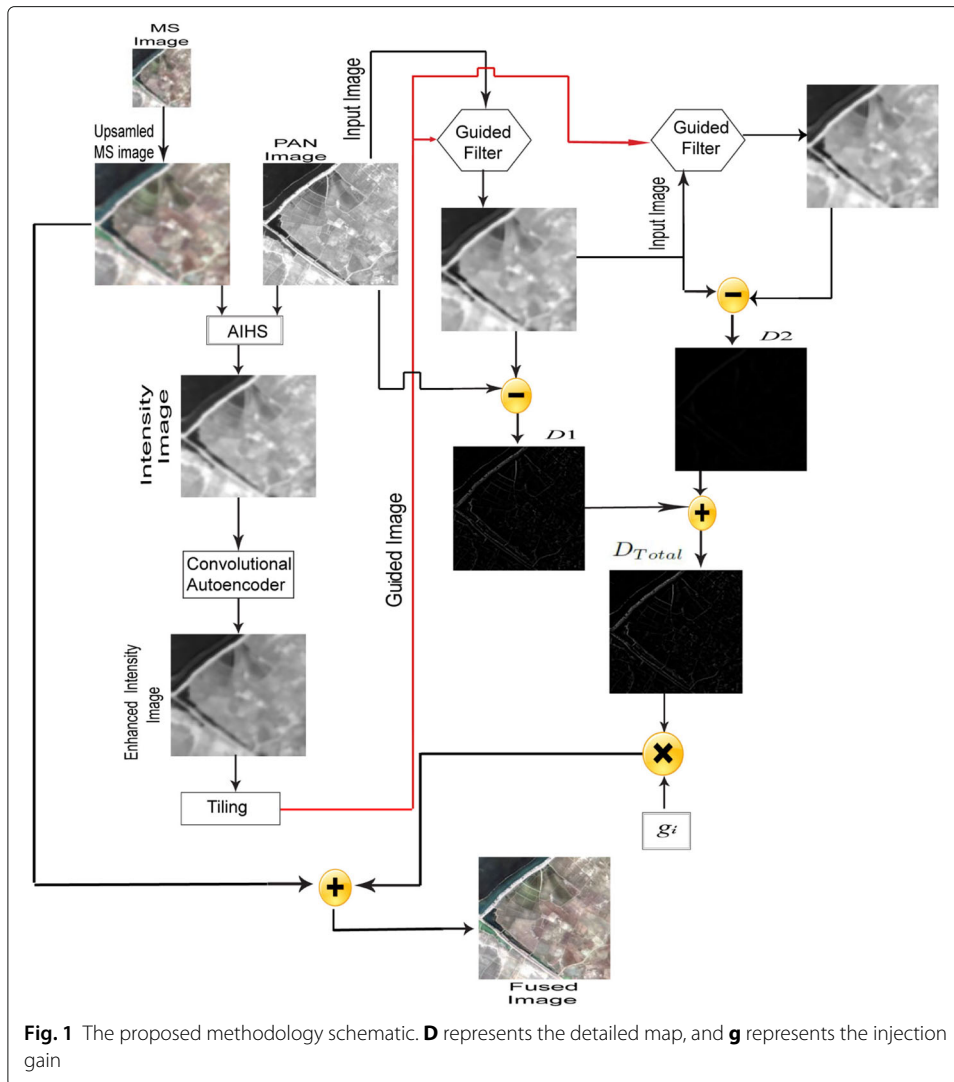 MS
Image
Upsamled
MS image
PAN
Image
Input Image
Guided
Filter
Guided
Filter
Input Image
AIHS
D2
Intensity
Image
D1
Guided Image
D_Total
Convolutional
Autoencoder
Enhanced Intensity
Image
Tiling
g_i
Fused
Image
Fig. 1 The proposed methodology schematic. D represents the detailed map, and g represents the injection
gain